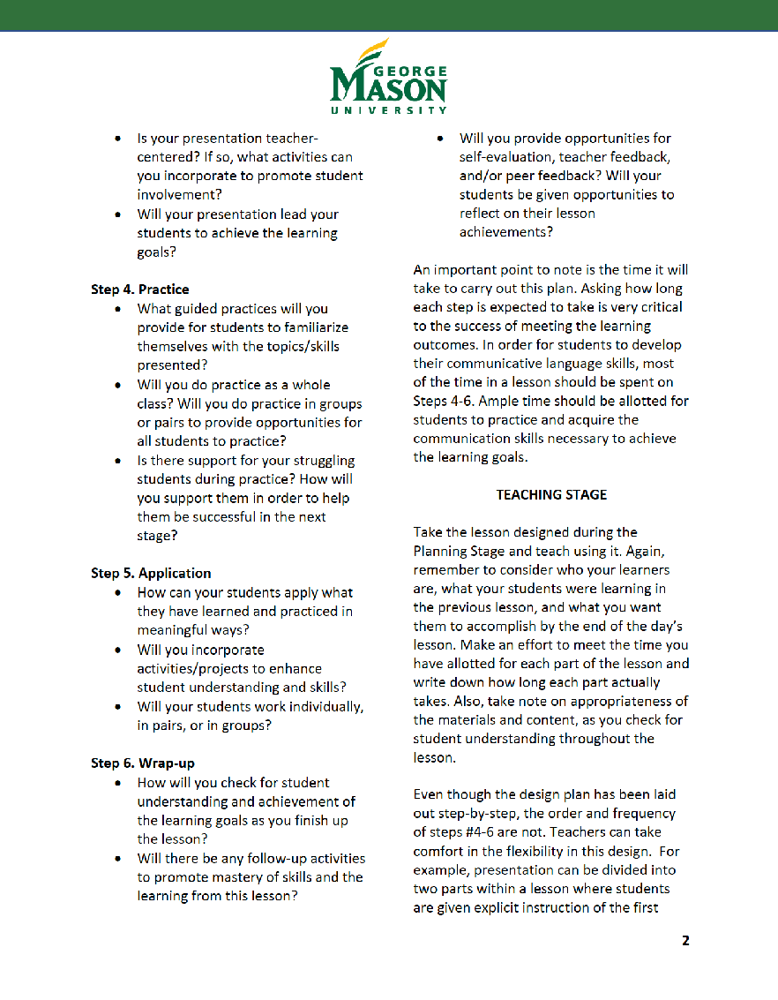 GEORGE
MASON
UNIVERSITY
• Is your presentation teacher-
centered? If so, what activities can
you incorporate to promote student
involvement?
• Will your presentation lead your
students to achieve the learning
goals?
Step 4. Practice
• What guided practices will you
provide for students to familiarize
themselves with the topics/skills
presented?
• Will you do practice as a whole
class? Will you do practice in groups
or pairs to provide opportunities for
all students to practice?
• Is there support for your struggling
students during practice? How will
you support them in order to help
them be successful in the next
stage?
Step 5. Application
• How can your students apply what
they have learned and practiced in
meaningful ways?
• Will you incorporate
activities/projects to enhance
student understanding and skills?
• Will your students work individually,
in pairs, or in groups?
Step 6. Wrap-up
• How will you check for student
understanding and achievement of
the learning goals as you finish up
the lesson?
• Will there be any follow-up activities
to promote mastery of skills and the
learning from this lesson?
• Will you provide opportunities for
self-evaluation, teacher feedback,
and/or peer feedback? Will your
students be given opportunities to
reflect on their lesson
achievements?
An important point to note is the time it will
take to carry out this plan. Asking how long
each step is expected to take is very critical
to the success of meeting the learning
outcomes. In order for students to develop
their communicative language skills, most
of the time in a lesson should be spent on
Steps 4-6. Ample time should be allotted for
students to practice and acquire the
communication skills necessary to achieve
the learning goals.
TEACHING STAGE
Take the lesson designed during the
Planning Stage and teach using it. Again,
remember to consider who your learners
are, what your students were learning in
the previous lesson, and what you want
them to accomplish by the end of the day’s
lesson. Make an effort to meet the time you
have allotted for each part of the lesson and
write down how long each part actually
takes. Also, take note on appropriateness of
the materials and content, as you check for
student understanding throughout the
lesson.
Even though the design plan has been laid
out step-by-step, the order and frequency
of steps #4-6 are not. Teachers can take
comfort in the flexibility in this design.  For
example, presentation can be divided into
two parts within a lesson where students
are given explicit instruction of the first
2